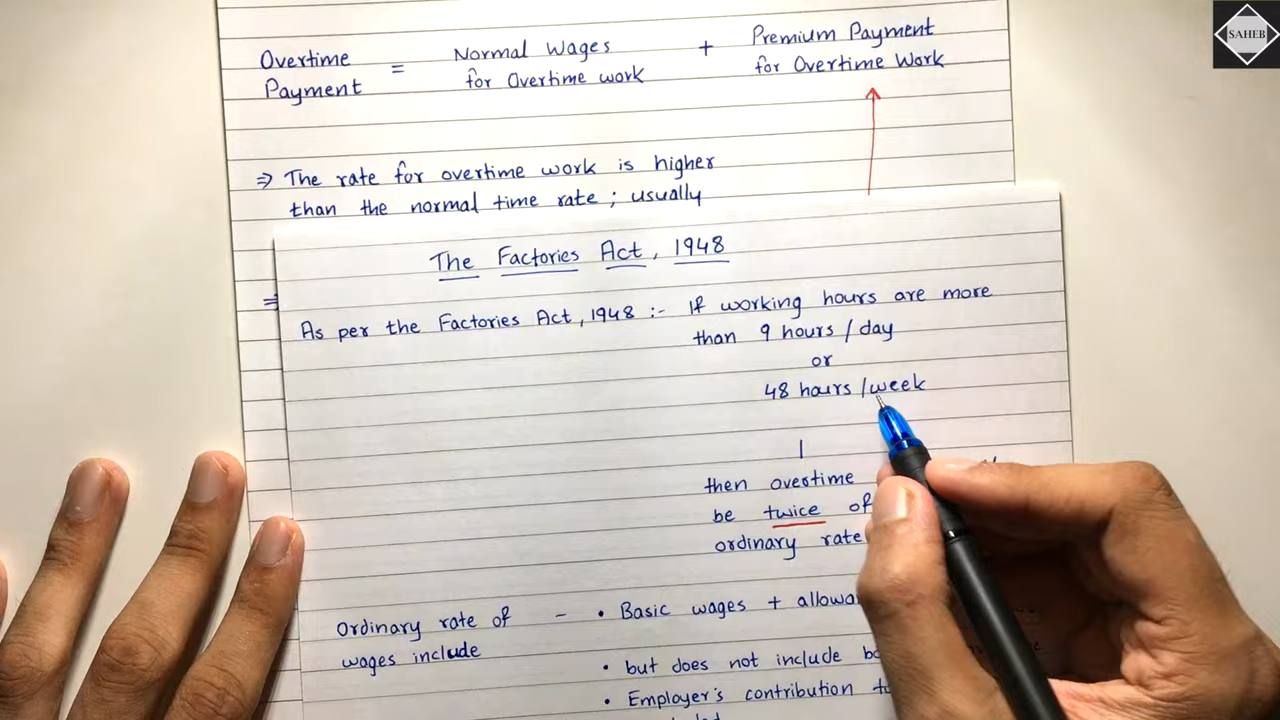 SAHEB
Overtime Payment = Normal Wages for Overtime work + Premium Payment for Overtime Work
⇒ The rate for overtime work is higher
than the normal time rate ; usually
The Factories Act, 1948
As per the Factories Act, 1948 :- If working hours are more
than 9 hours / day
or
48 hours / week
then overtime
be twice of
ordinary rate
Ordinary rate of - • Basic wages +
wages include
• but does not include
• Employer's contribution